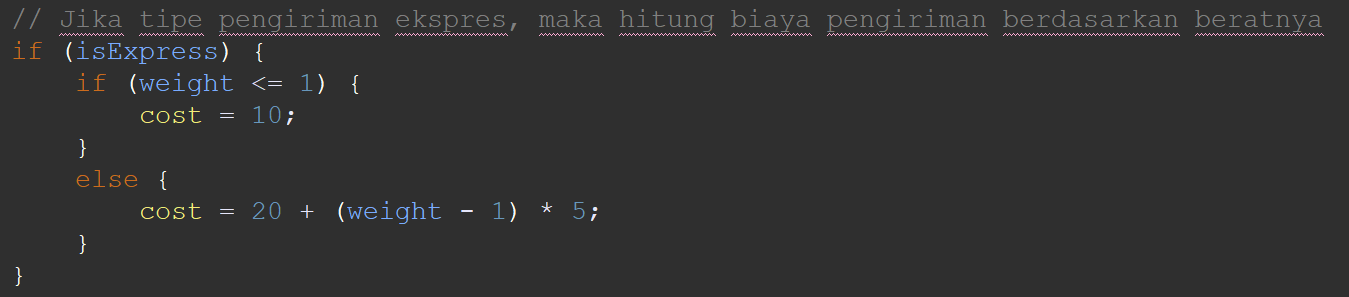 // Jika tipe pengiriman ekspres, maka hitung biaya pengiriman berdasarkan beratnya
if (isExpress) {
    if (weight <= 1) {
        cost = 10;
    }
    else {
        cost = 20 + (weight - 1) * 5;
    }
}